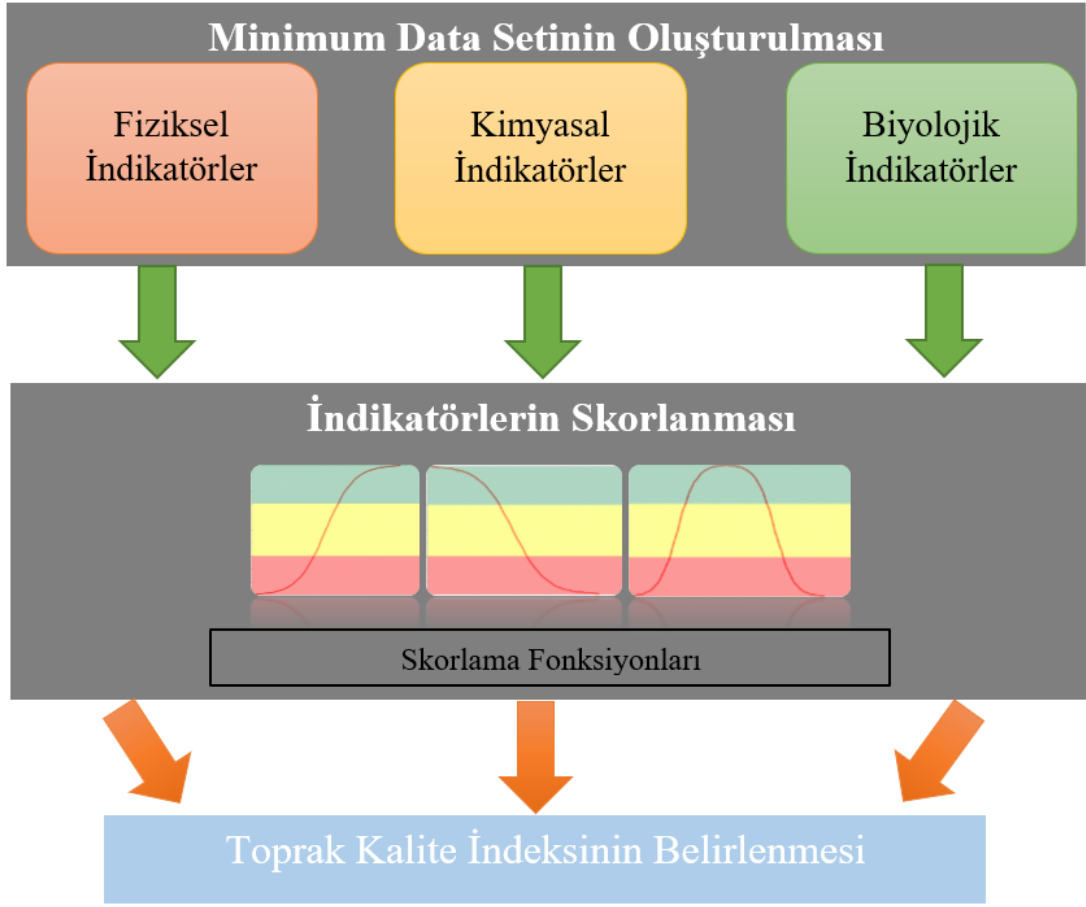 Minimum Data Setinin Oluşturulması
Fiziksel
İndikatörler
Kimyasal
İndikatörler
Biyolojik
İndikatörler
İndikatörlerin Skorlanması
Skorlama Fonksiyonları
Toprak Kalite İndeksinin Belirlenmesi